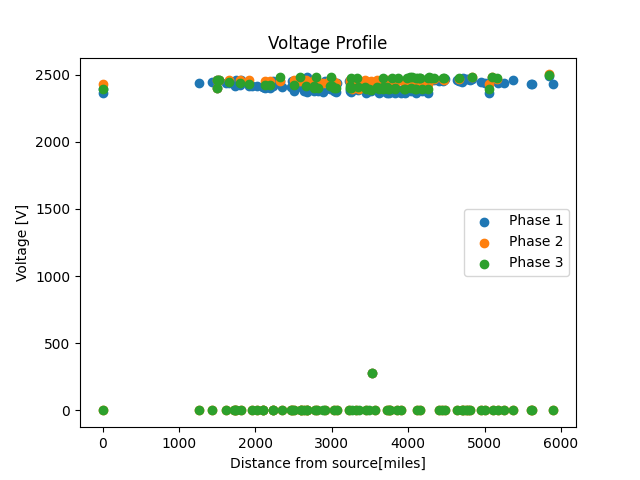 Voltage Profile
Voltage [V]
2500
2000
1500
1000
500
0
Phase 1
Phase 2
Phase 3
0 1000 2000 3000 4000 5000 6000
Distance from source[miles]